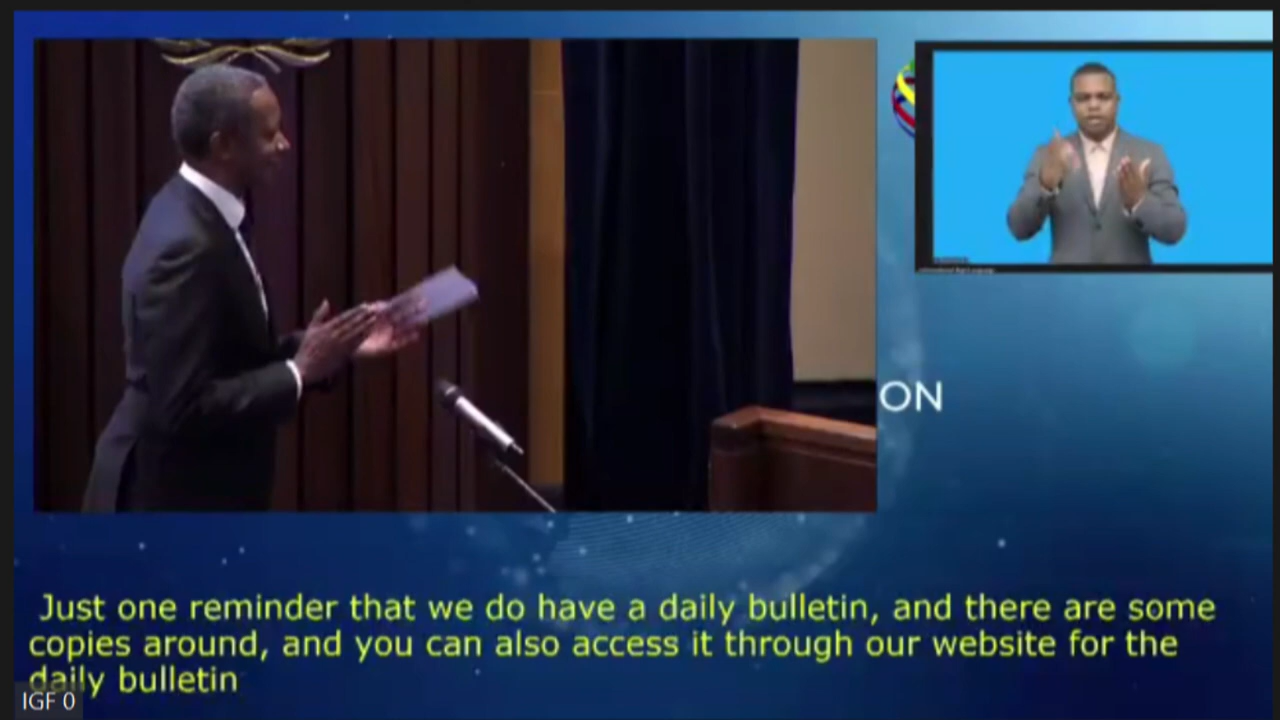 ON
Just one reminder that we do have a daily bulletin, and there are some
copies around, and you can also access it through our website for the
daily bulletin
IGF 0